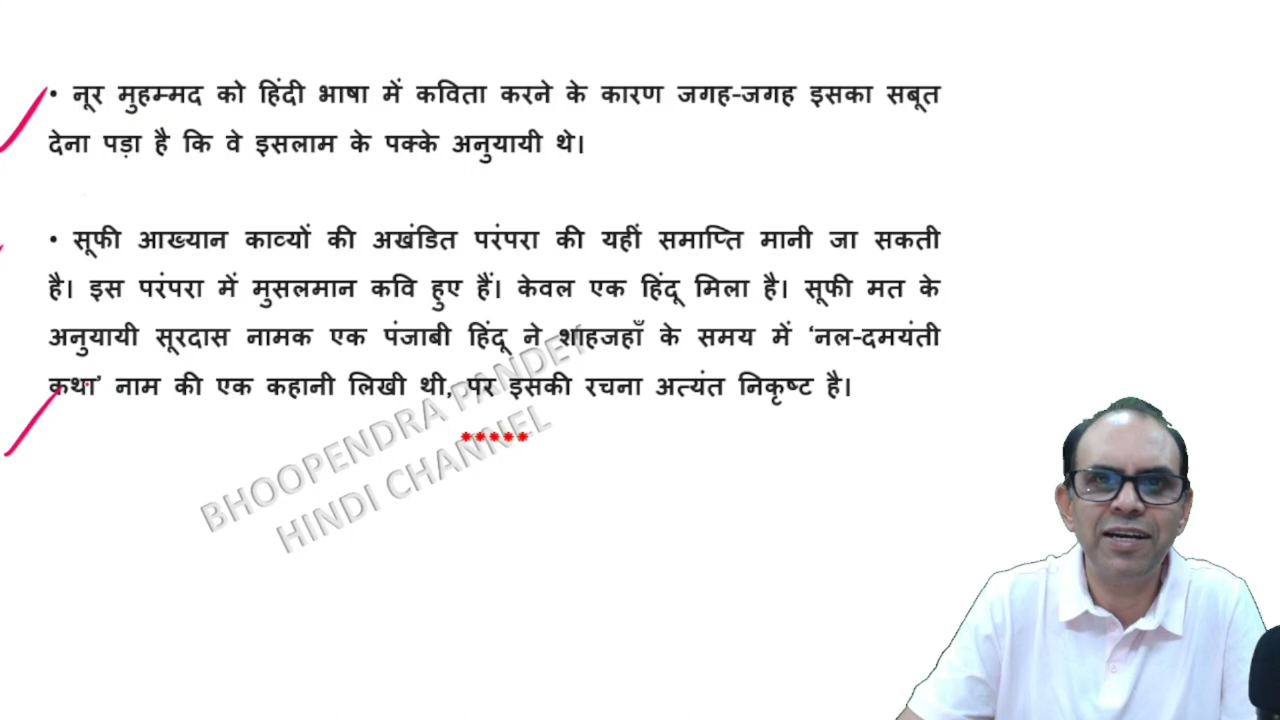 • नूर मुहम्मद को हिंदी भाषा में कविता करने के कारण जगह-जगह इसका सबूत
देना पड़ा है कि वे इसलाम के पक्के अनुयायी थे।
• सूफी आख्यान काव्यों की अखंडित परंपरा की यहीं समाप्ति मानी जा सकती
है। इस परंपरा में मुसलमान कवि हुए हैं। केवल एक हिंदू मिला है। सूफी मत के
अनुयायी सूरदास नामक एक पंजाबी हिंदू ने शाहजहाँ के समय में ‘नल-दमयंती
कथा’ नाम की एक कहानी लिखी थी, पर इसकी रचना अत्यंत निकृष्ट है।
*****
BHOOPENDRA PANDEY
HINDI CHANNEL